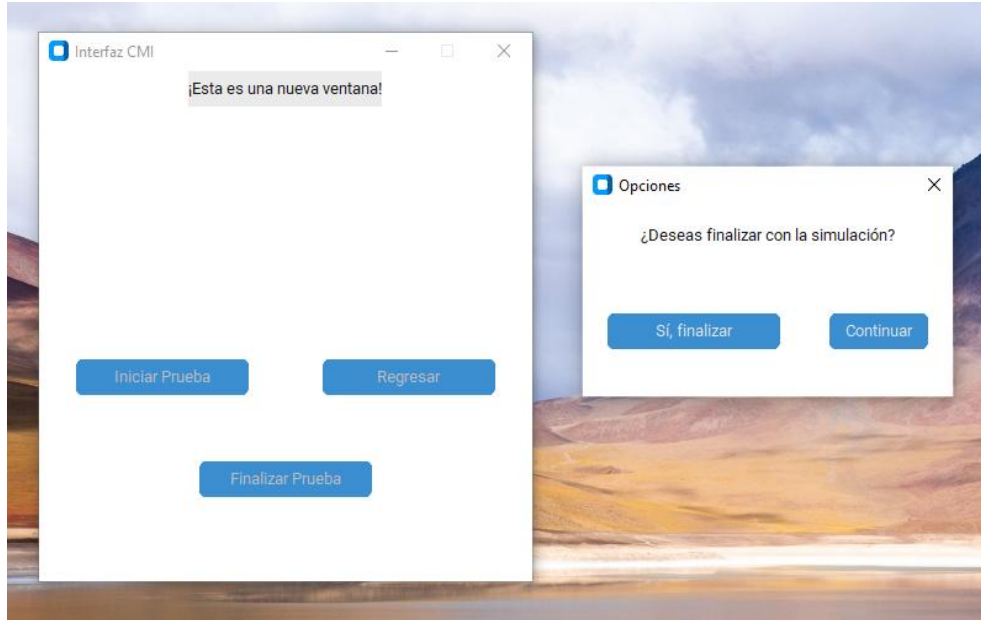 Interfaz CMI
¡Esta es una nueva ventana!
Iniciar Prueba
Regresar
Finalizar Prueba
Opciones
¿Deseas finalizar con la simulación?
Sí, finalizar
Continuar